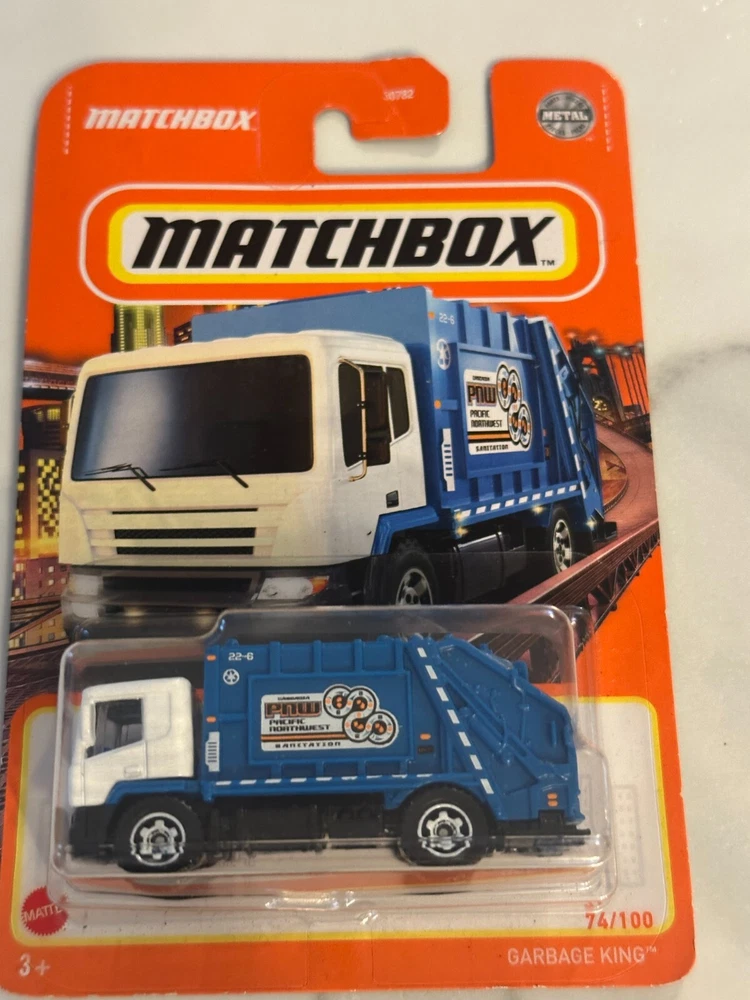 MATCHBOX
METAL
MATCHBOX™
22-6
PNW
PACIFIC
NORTHWEST
SANITATION
22-6
PNW
PACIFIC
NORTHWEST
SANITATION
MATTEL
74/100
GARBAGE KING™
3+